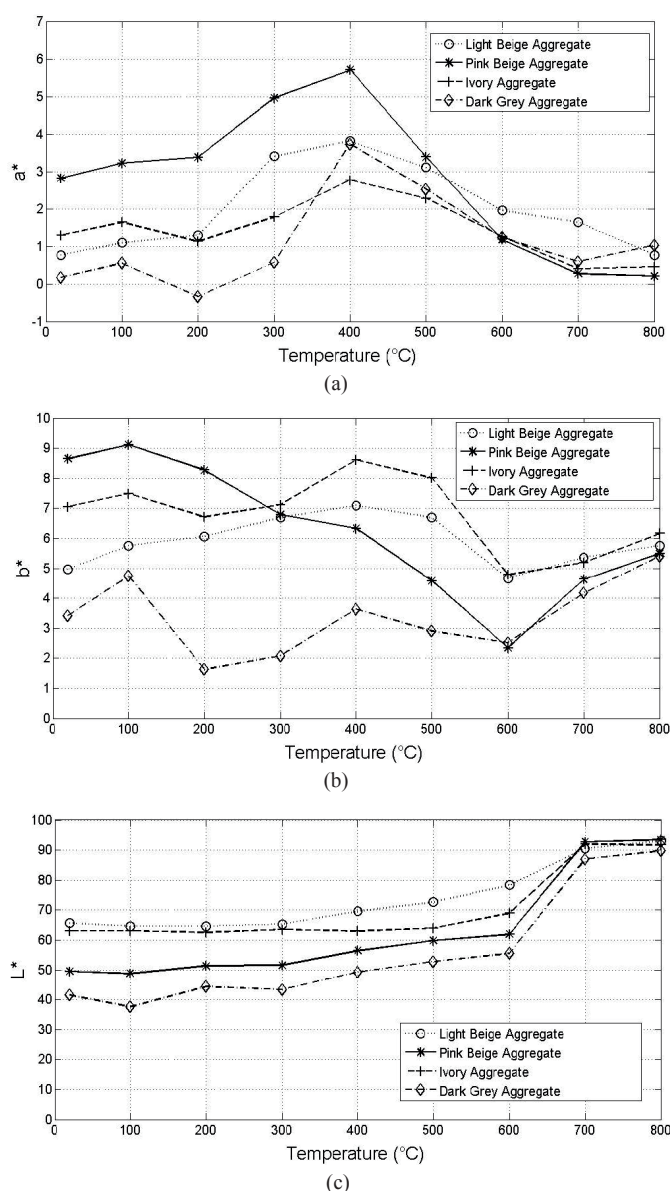 7
6
5
4
3
2
1
0
-1
a*
Light Beige Aggregate
Pink Beige Aggregate
Ivory Aggregate
Dark Grey Aggregate
0 100 200 300 400 500 600 700 800
Temperature (°C)
(a)
10
9
8
7
6
5
4
3
2
1
0
b*
Light Beige Aggregate
Pink Beige Aggregate
Ivory Aggregate
Dark Grey Aggregate
0 100 200 300 400 500 600 700 800
Temperature (°C)
(b)
100
90
80
70
60
50
40
30
20
10
0
L*
Light Beige Aggregate
Pink Beige Aggregate
Ivory Aggregate
Dark Grey Aggregate
0 100 200 300 400 500 600 700 800
Temperature (°C)
(c)